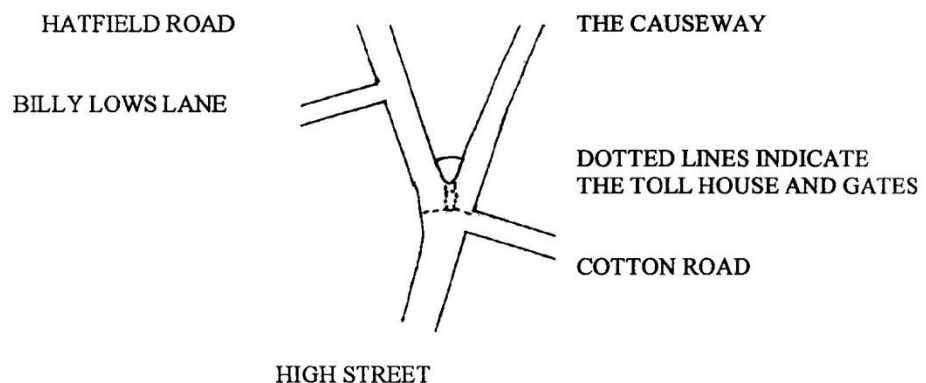 HATFIELD ROAD
THE CAUSEWAY
BILLY LOWS LANE
DOTTED LINES INDICATE
THE TOLL HOUSE AND GATES
COTTON ROAD
HIGH STREET